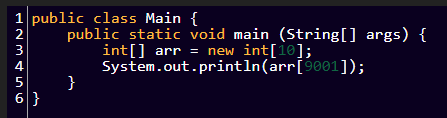 1 public class Main {
2     public static void main (String[] args) {
3         int[] arr = new int[10];
4         System.out.println(arr[9001]);
5     }
6 }